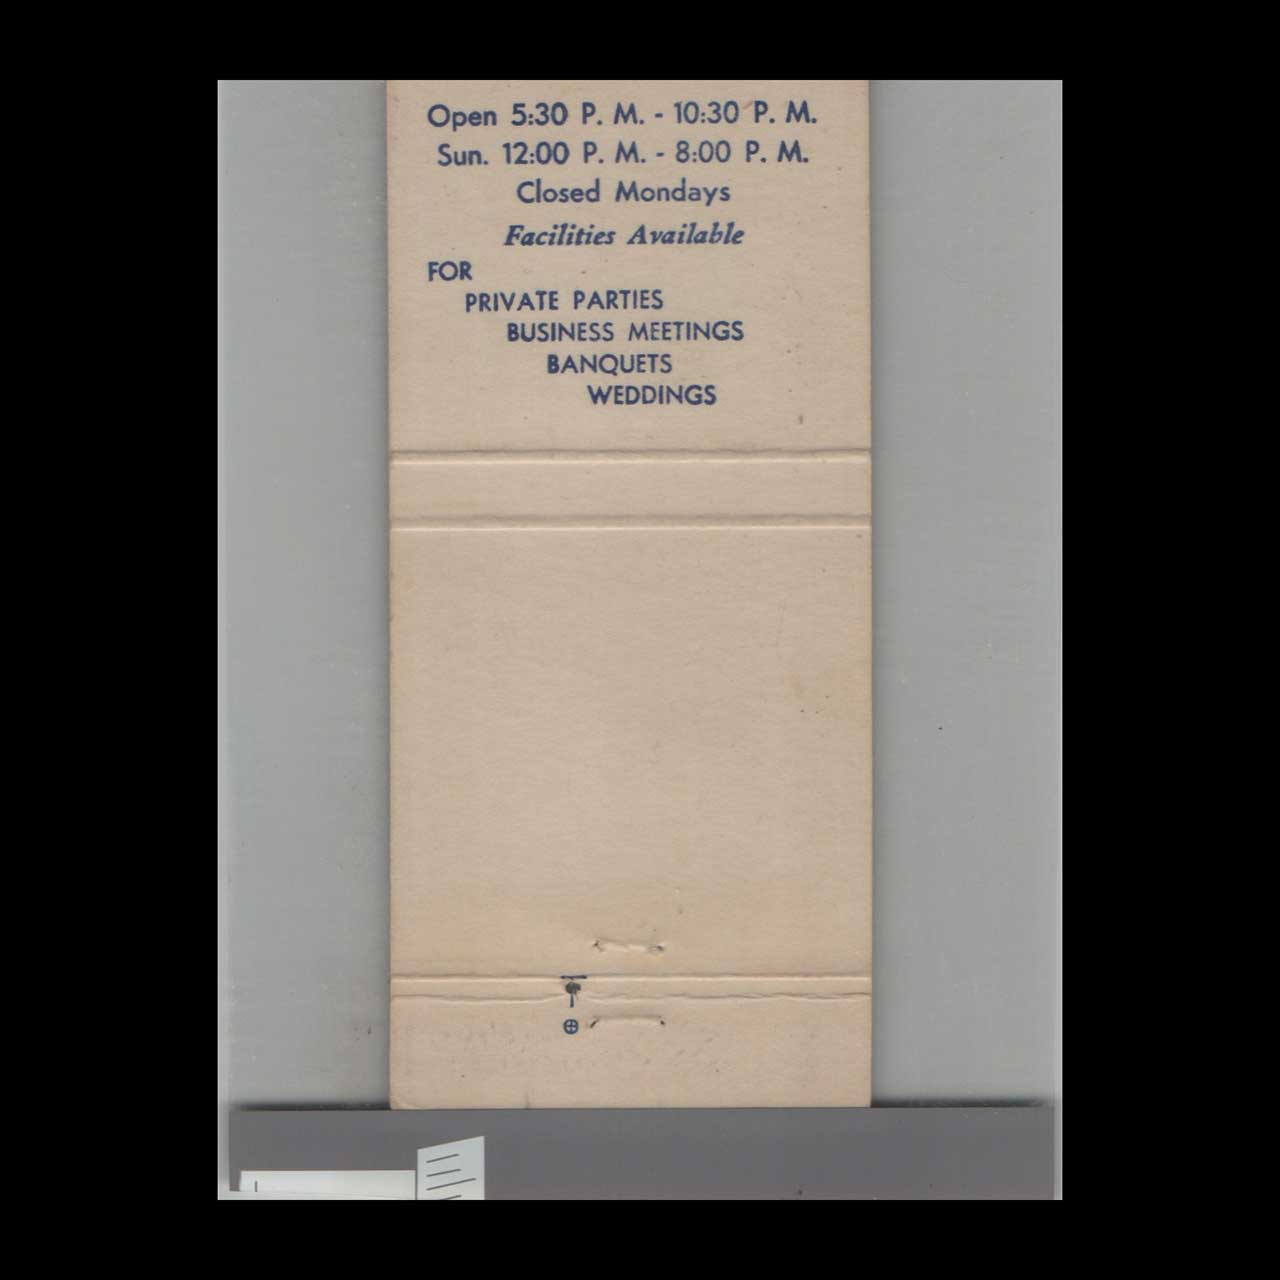 Open 5:30 P. M. - 10:30 P. M.
Sun. 12:00 P. M. - 8:00 P. M.
Closed Mondays
Facilities Available
FOR
PRIVATE PARTIES
BUSINESS MEETINGS
BANQUETS
WEDDINGS